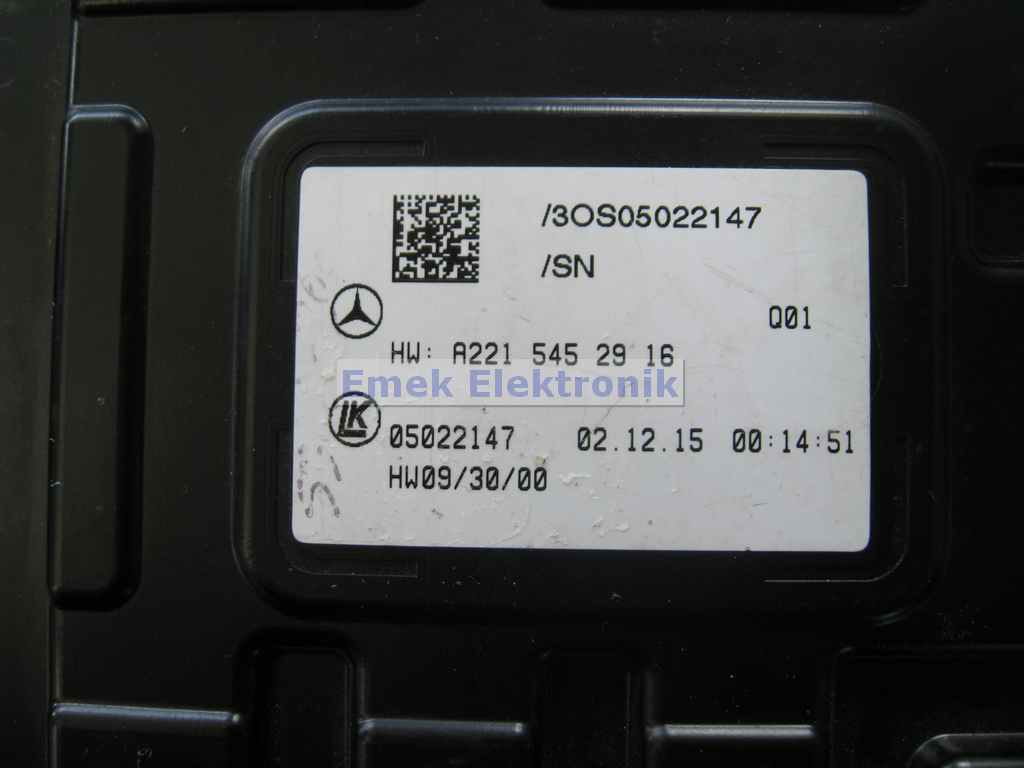 /3OS05022147
/SN
Q01
HW: A221 545 29 16
Emek Elektronik
LK
05022147 02.12.15 00:14:51
HW09/30/00